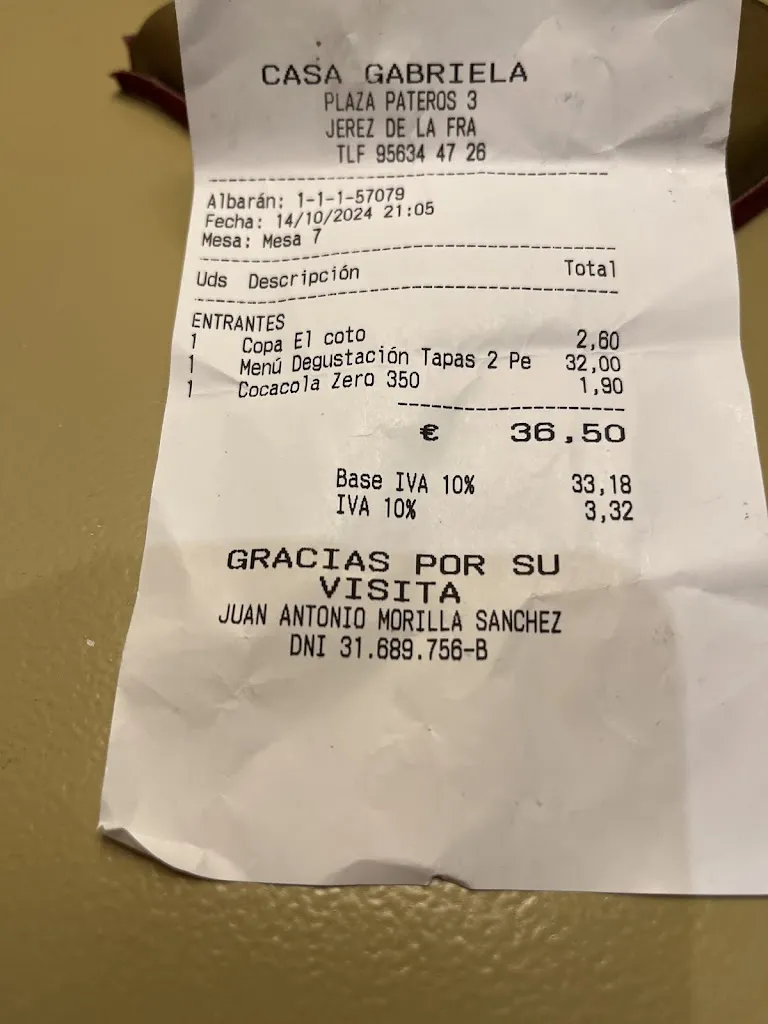 CASA GABRIELA
PLAZA PATEROS 3
JEREZ DE LA FRA
TLF 95634 47 26
Albarán: 1-1-1-57079
Fecha: 14/10/2024 21:05
Mesa: Mesa 7
Uds Descripción Total
ENTRANTES
1 Copa El coto 2,60
1 Menú Degustación Tapas 2 Pe 32,00
1 Cocacola Zero 350 1,90
€ 36,50
Base IVA 10% 33,18
IVA 10% 3,32
GRACIAS POR SU
VISITA
JUAN ANTONIO MORILLA SANCHEZ
DNI 31.689.756-B